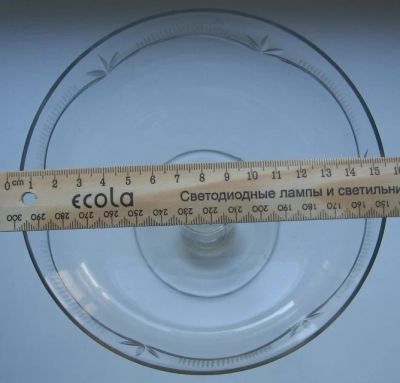 0 cm 1 2 3 4 5 6 7 8 9 10 11 12 13 14 15 16
ecola Светодиодные лампы и светильни
300 290 280 270 260 250 240 230 220 210 200 190 180 170 160 150